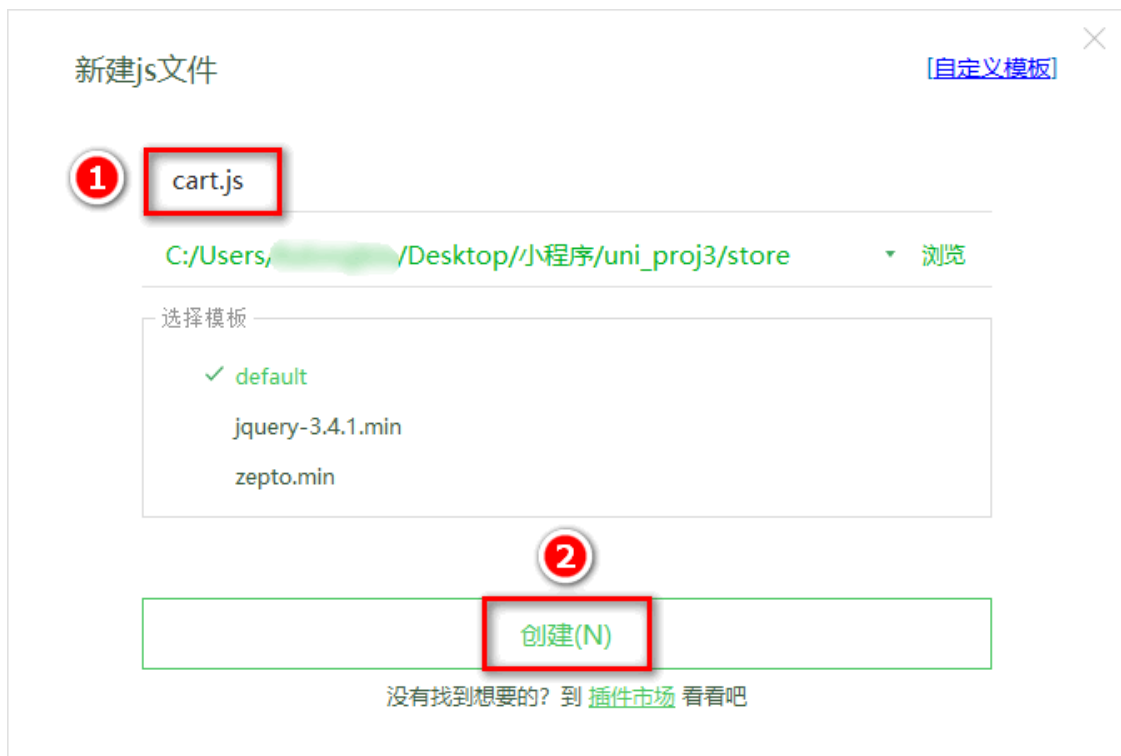 新建js文件 [自定义模板]
1 cart.js
C:/Users/ /Desktop/小程序/uni_proj3/store 浏览
选择模板
default
jquery-3.4.1.min
zepto.min
2
创建(N)
没有找到想要的？到 插件市场 看看吧